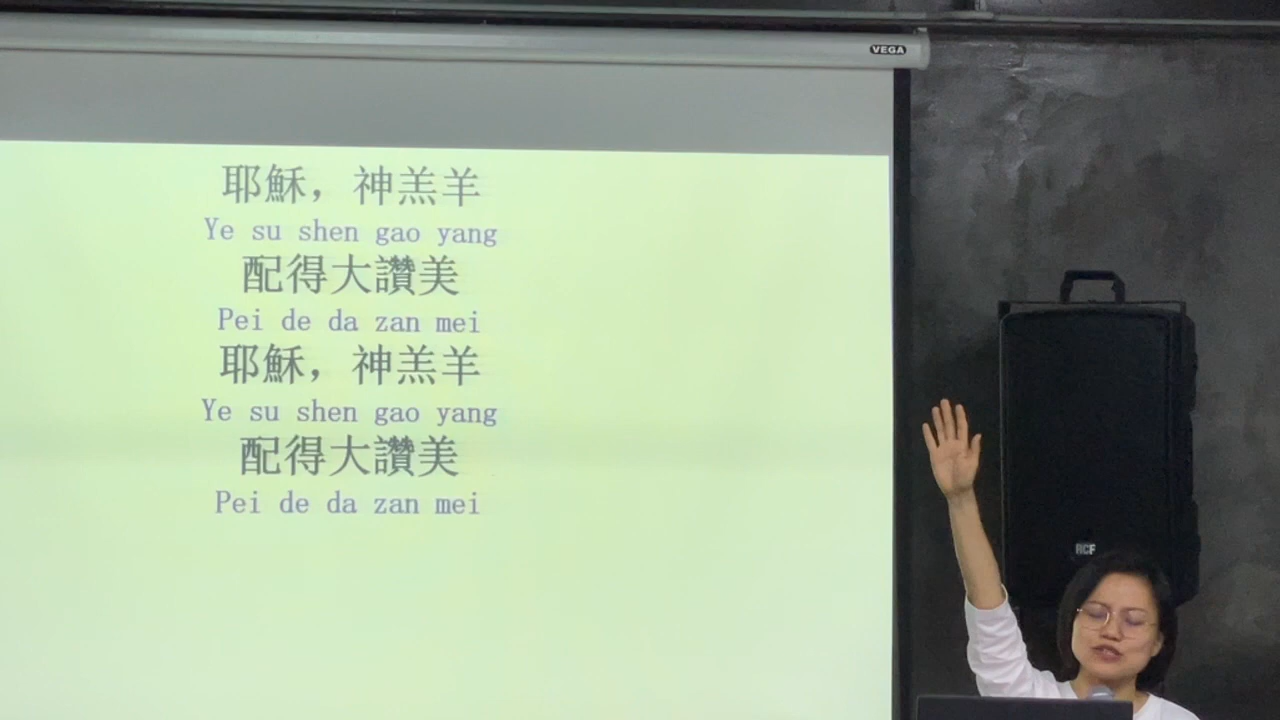 VEGA
耶穌，神羔羊
Ye su shen gao yang
配得大讚美
Pei de da zan mei
耶穌，神羔羊
Ye su shen gao yang
配得大讚美
Pei de da zan mei
RCF